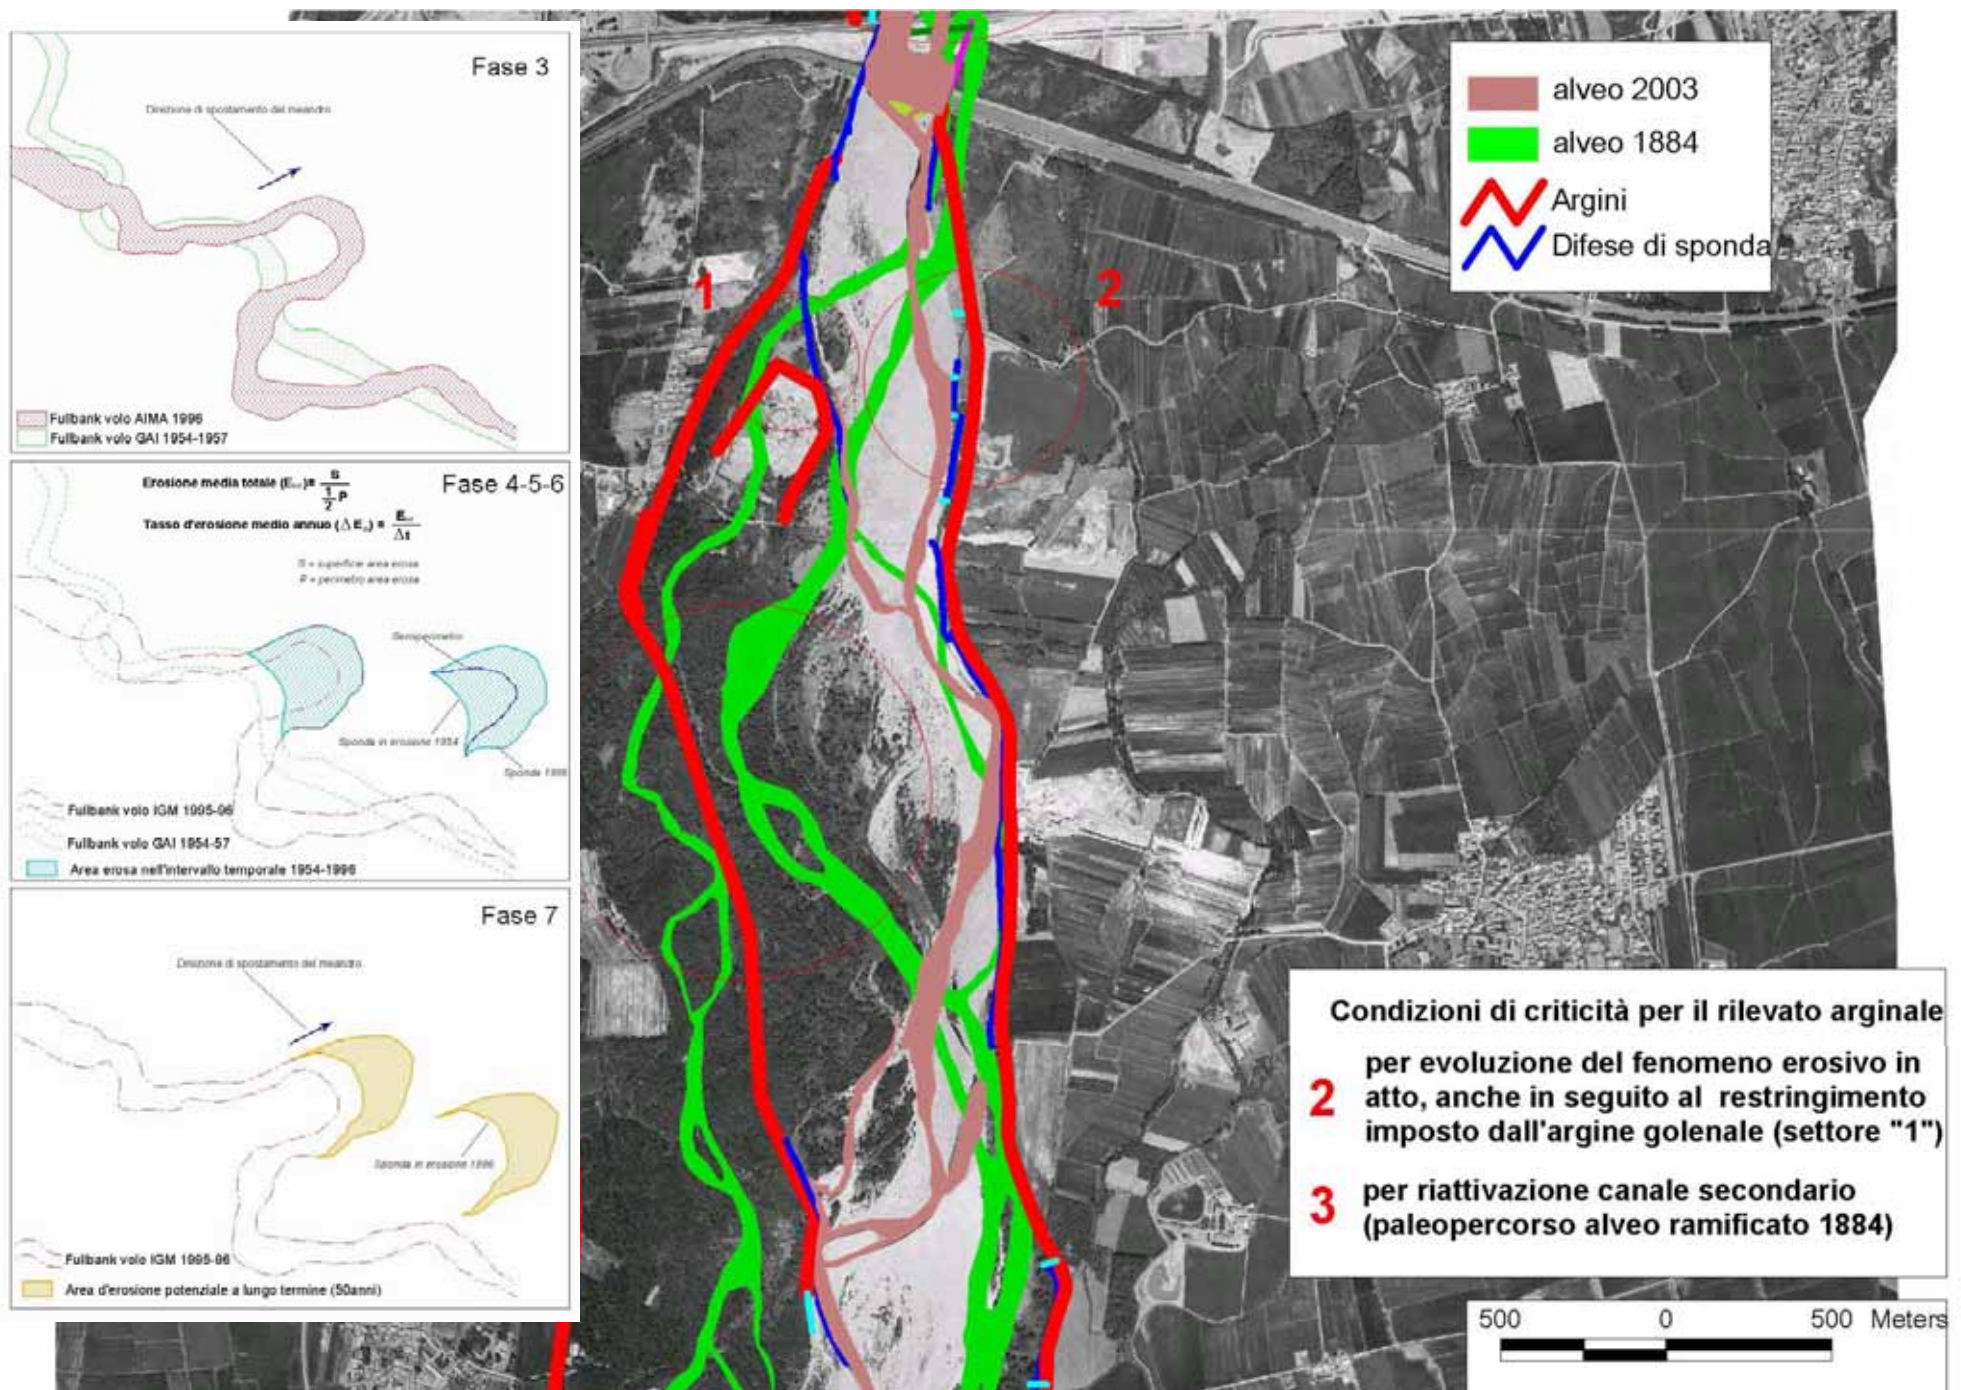 Fase 3
Direzione di spostamento del meandro
Fullbank volo AIMA 1996
Fullbank volo GAI 1954-1957
Fase 4-5-6
Erosione media totale (E )= S
1/2 P
Tasso d'erosione medio annuo (Δ E ) = E
Δt
S = superficie area erosa
P = perimetro area erosa
Semiperimetro
Sponda in erosione 1954
Sponda 1996
Fullbank volo IGM 1995-96
Fullbank volo GAI 1954-57
Area erosa nell'intervallo temporale 1954-1996
Fase 7
Direzione di spostamento del meandro
Sponda in erosione 1996
Fullbank volo IGM 1995-96
Area d'erosione potenziale a lungo termine (50anni)
1
2
alveo 2003
alveo 1884
Argini
Difese di sponda
Condizioni di criticità per il rilevato arginale
2 per evoluzione del fenomeno erosivo in
atto, anche in seguito al restringimento
imposto dall'argine golenale (settore "1")
3 per riattivazione canale secondario
(paleopercorso alveo ramificato 1884)
500 0 500 Meters